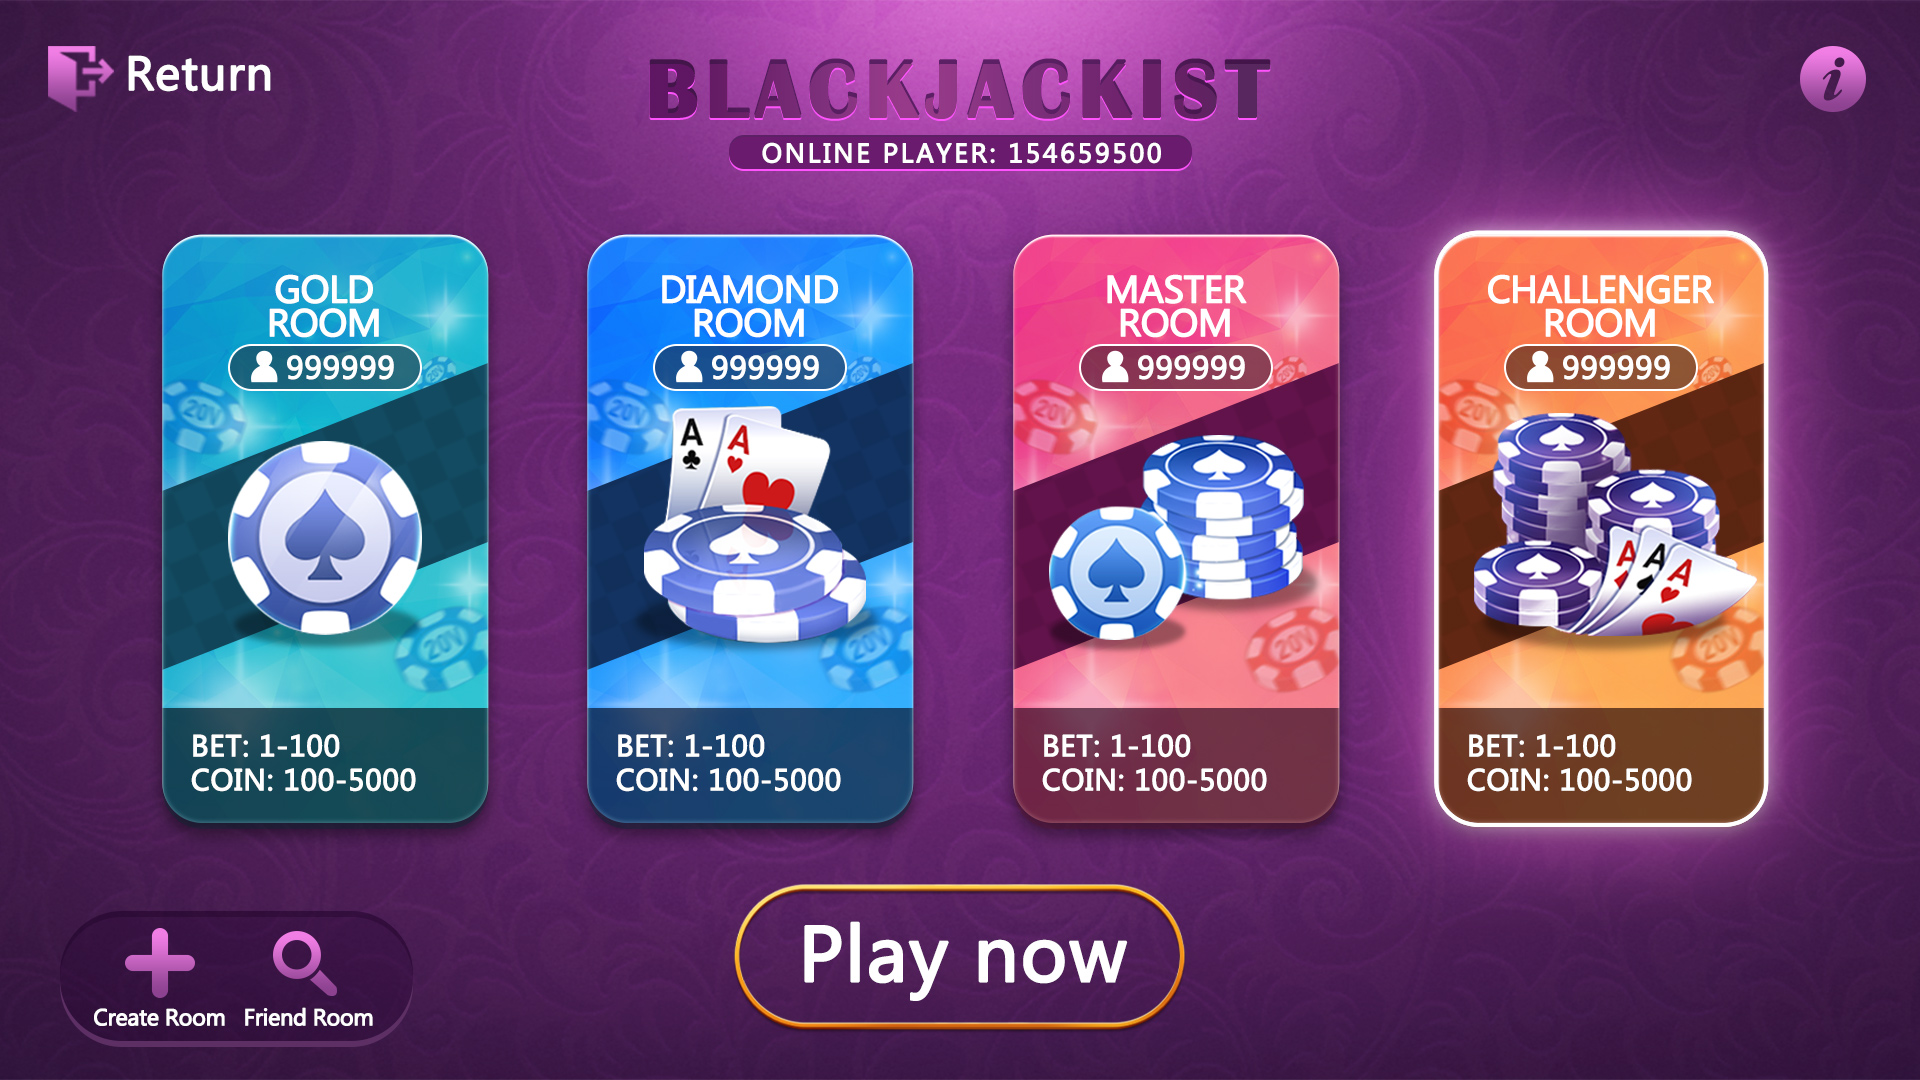 Return
BLACKJACKIST
i
ONLINE PLAYER: 154659500
GOLD
ROOM
999999
20V
20V
BET: 1-100
COIN: 100-5000
DIAMOND
ROOM
999999
20V
A
A
20V
BET: 1-100
COIN: 100-5000
MASTER
ROOM
999999
20V
20V
BET: 1-100
COIN: 100-5000
CHALLENGER
ROOM
999999
20V
A
A
A
20V
BET: 1-100
COIN: 100-5000
Play now
Create Room
Friend Room